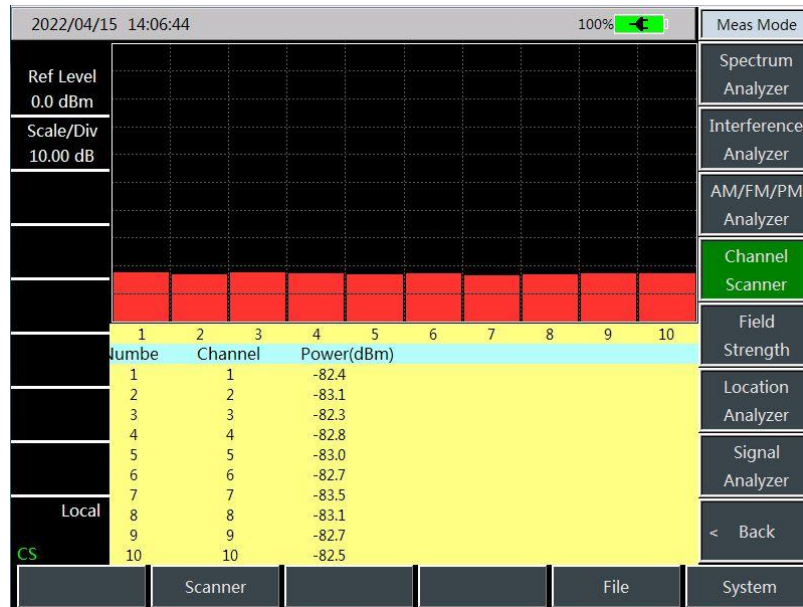 2022/04/15 14:06:44 100% Meas Mode
Ref Level
0.0 dBm
Scale/Div
10.00 dB
Local
CS
1 2 3 4 5 6 7 8 9 10
Numbe Channel Power(dBm)
1 1 -82.4
2 2 -83.1
3 3 -82.3
4 4 -82.8
5 5 -83.0
6 6 -82.7
7 7 -83.5
8 8 -83.1
9 9 -82.7
10 10 -82.5
Spectrum
Analyzer
Interference
Analyzer
AM/FM/PM
Analyzer
Channel
Scanner
Field
Strength
Location
Analyzer
Signal
Analyzer
< Back
Scanner File System